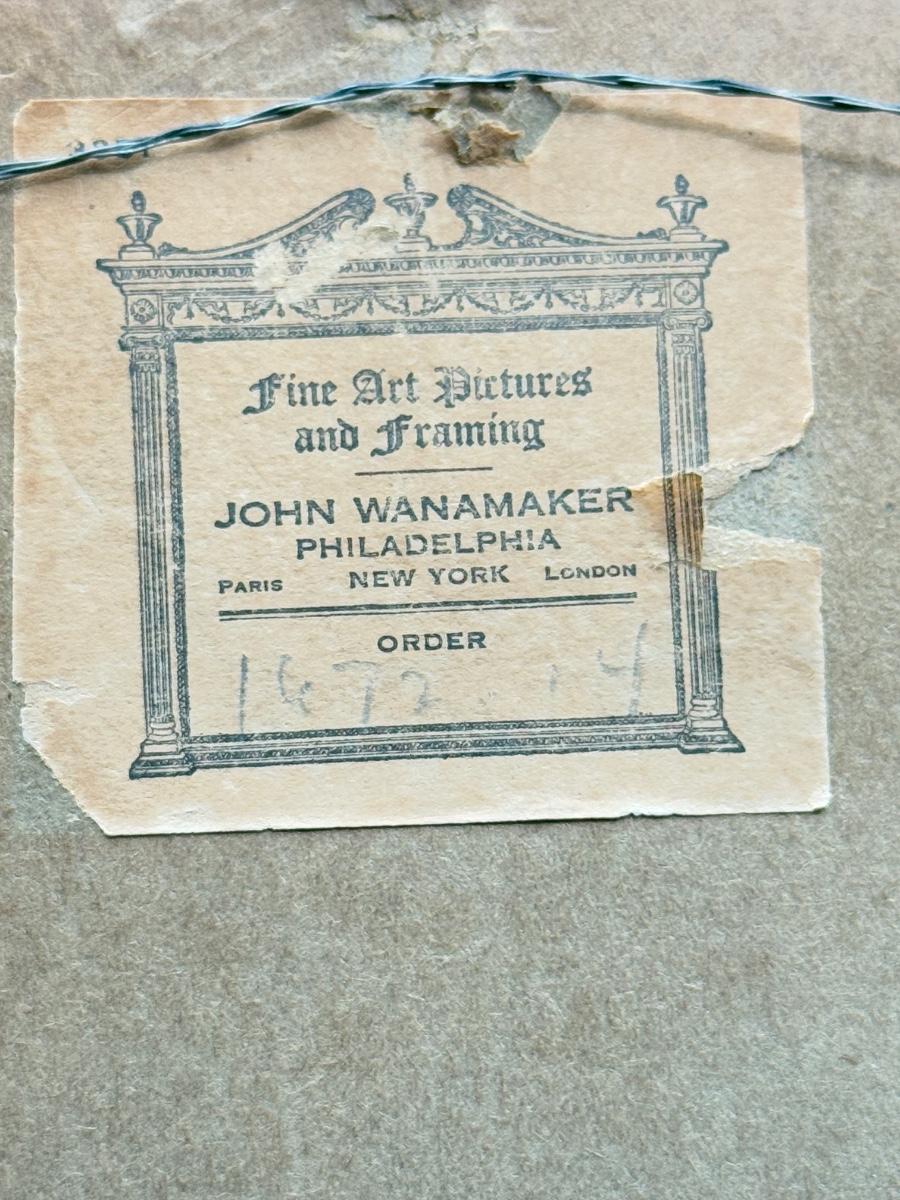 Fine Art Pictures
and Framing
JOHN WANAMAKER
PHILADELPHIA
PARIS NEW YORK LONDON
ORDER